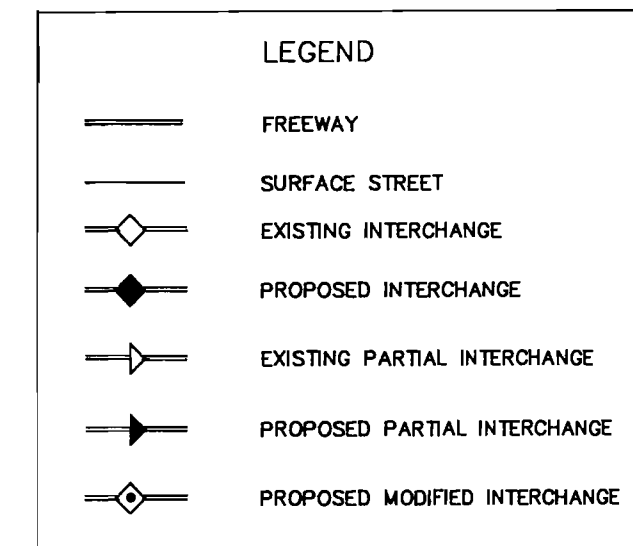 LEGEND
FREEWAY
SURFACE STREET
EXISTING INTERCHANGE
PROPOSED INTERCHANGE
EXISTING PARTIAL INTERCHANGE
PROPOSED PARTIAL INTERCHANGE
PROPOSED MODIFIED INTERCHANGE